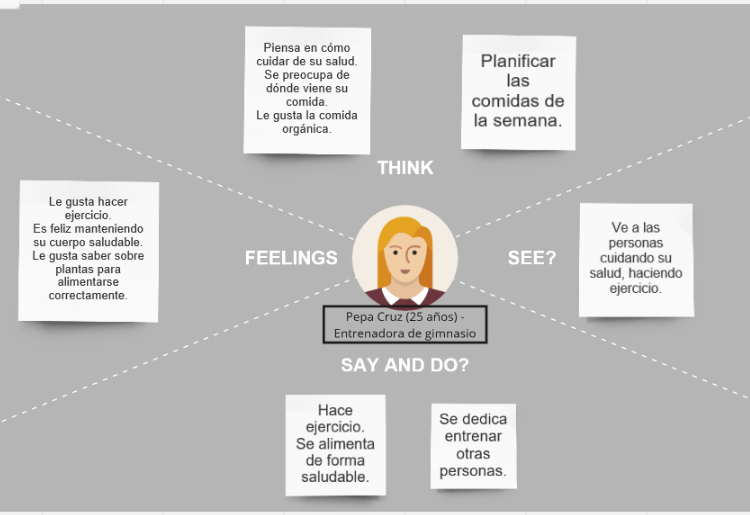 Piensa en cómo
cuidar de su salud.
Se preocupa de
dónde viene su
comida.
Le gusta la comida
orgánica.
Planificar
las
comidas de
la semana.
THINK
Le gusta hacer
ejercicio.
Es feliz manteniendo
su cuerpo saludable.
Le gusta saber sobre
plantas para
alimentarse
correctamente.
FEELINGS
SEE?
Ve a las
personas
cuidando su
salud, haciendo
ejercicio.
Pepa Cruz (25 años) -
Entrenadora de gimnasio
SAY AND DO?
Hace
ejercicio.
Se alimenta
de forma
saludable.
Se dedica
entrenar
otras
personas.